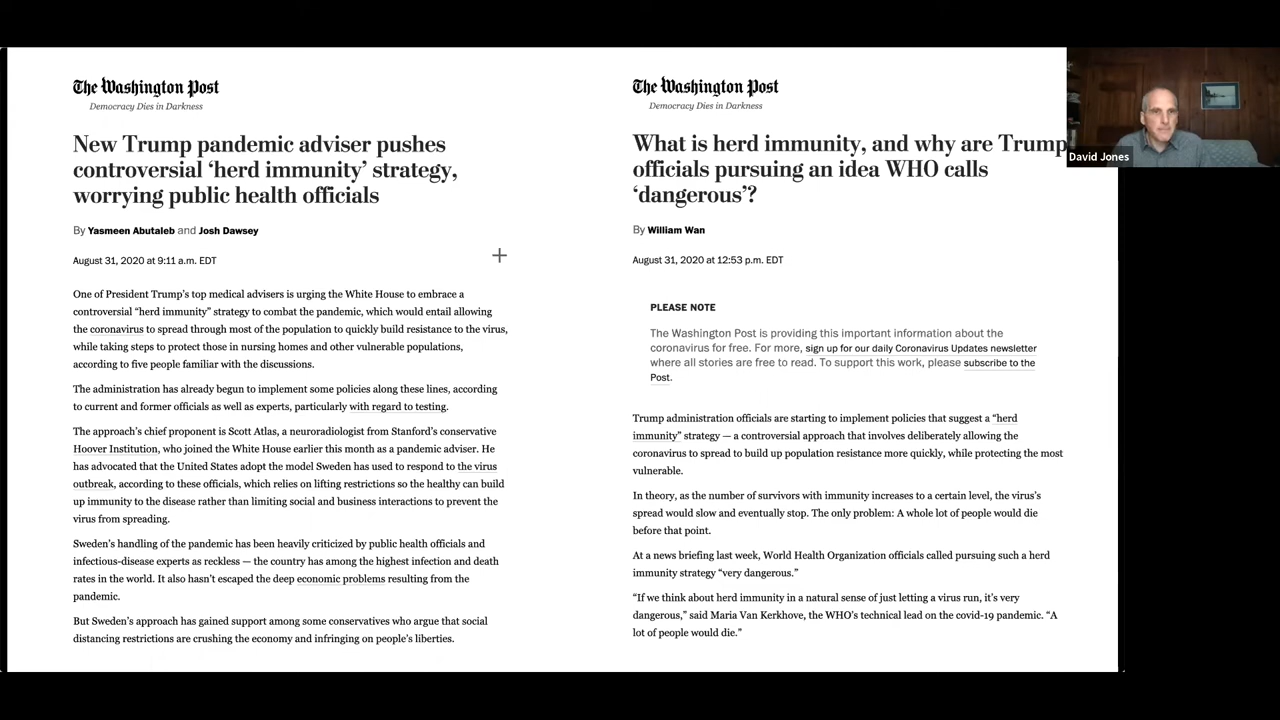 The Washington Post
Democracy Dies in Darkness
New Trump pandemic adviser pushes
controversial ‘herd immunity’ strategy,
worrying public health officials
By Yasmeen Abutaleb and Josh Dawsey
August 31, 2020 at 9:11 a.m. EDT
One of President Trump’s top medical advisers is urging the White House to embrace a
controversial “herd immunity” strategy to combat the pandemic, which would entail allowing
the coronavirus to spread through most of the population to quickly build resistance to the virus,
while taking steps to protect those in nursing homes and other vulnerable populations,
according to five people familiar with the discussions.
The administration has already begun to implement some policies along these lines, according
to current and former officials as well as experts, particularly with regard to testing.
The approach’s chief proponent is Scott Atlas, a neuroradiologist from Stanford’s conservative
Hoover Institution, who joined the White House earlier this month as a pandemic adviser. He
has advocated that the United States adopt the model Sweden has used to respond to the virus
outbreak, according to these officials, which relies on lifting restrictions so the healthy can build
up immunity to the disease rather than limiting social and business interactions to prevent the
virus from spreading.
Sweden’s handling of the pandemic has been heavily criticized by public health officials and
infectious-disease experts as reckless — the country has among the highest infection and death
rates in the world. It also hasn’t escaped the deep economic problems resulting from the
pandemic.
But Sweden’s approach has gained support among some conservatives who argue that social
distancing restrictions are crushing the economy and infringing on people’s liberties.
The Washington Post
Democracy Dies in Darkness
What is herd immunity, and why are Trump
officials pursuing an idea WHO calls
‘dangerous’?
By William Wan
August 31, 2020 at 12:53 p.m. EDT
PLEASE NOTE
The Washington Post is providing this important information about the
coronavirus for free. For more, sign up for our daily Coronavirus Updates newsletter
where all stories are free to read. To support this work, please subscribe to the
Post.
Trump administration officials are starting to implement policies that suggest a “herd
immunity” strategy — a controversial approach that involves deliberately allowing the
coronavirus to spread to build up population resistance more quickly, while protecting the most
vulnerable.
In theory, as the number of survivors with immunity increases to a certain level, the virus’s
spread would slow and eventually stop. The only problem: A whole lot of people would die
before that point.
At a news briefing last week, World Health Organization officials called pursuing such a herd
immunity strategy “very dangerous.”
“If we think about herd immunity in a natural sense of just letting a virus run, it’s very
dangerous,” said Maria Van Kerkhove, the WHO’s technical lead on the covid-19 pandemic. “A
lot of people would die.”
David Jones